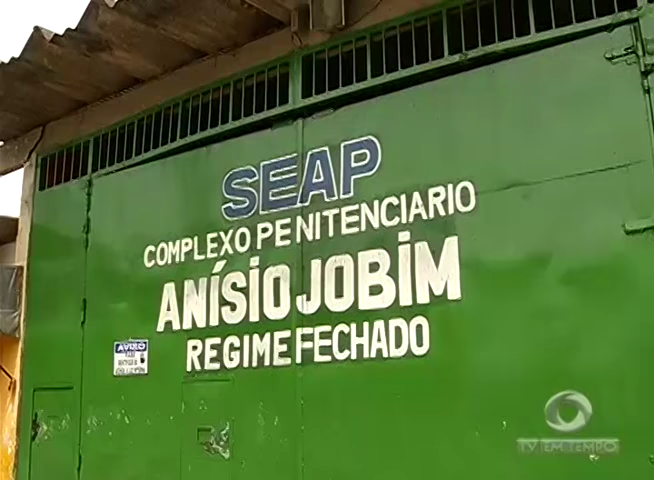 SEAP
COMPLEXO PENITENCIARIO
ANíSiO JOBiM
REGIME FECHADO
AVISO
TV EM TEMPO